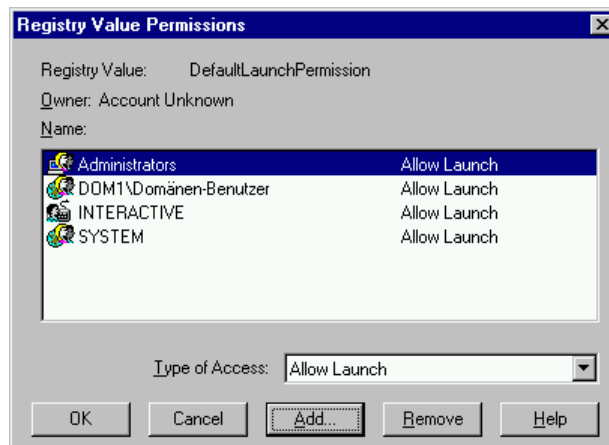 Registry Value Permissions
Registry Value: DefaultLaunchPermission
Owner: Account Unknown
Name:
Administrators Allow Launch
DOM1\Domänen-Benutzer Allow Launch
INTERACTIVE Allow Launch
SYSTEM Allow Launch
Type of Access: Allow Launch
OK Cancel Add... Remove Help